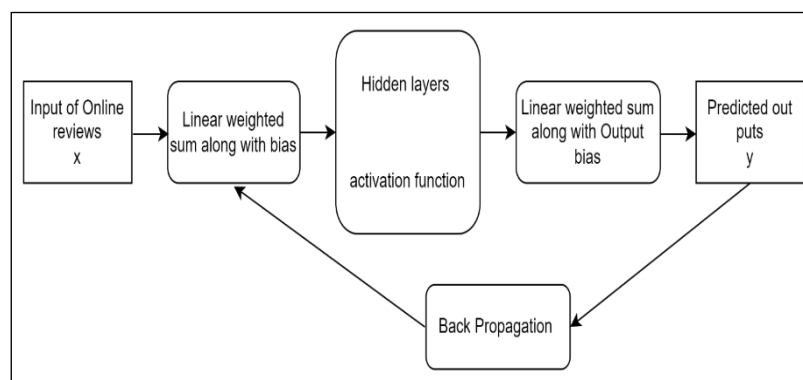 Input of Online
reviews
x
Linear weighted
sum along with bias
Hidden layers
activation function
Linear weighted sum
along with Output
bias
Predicted out
puts
y
Back Propagation